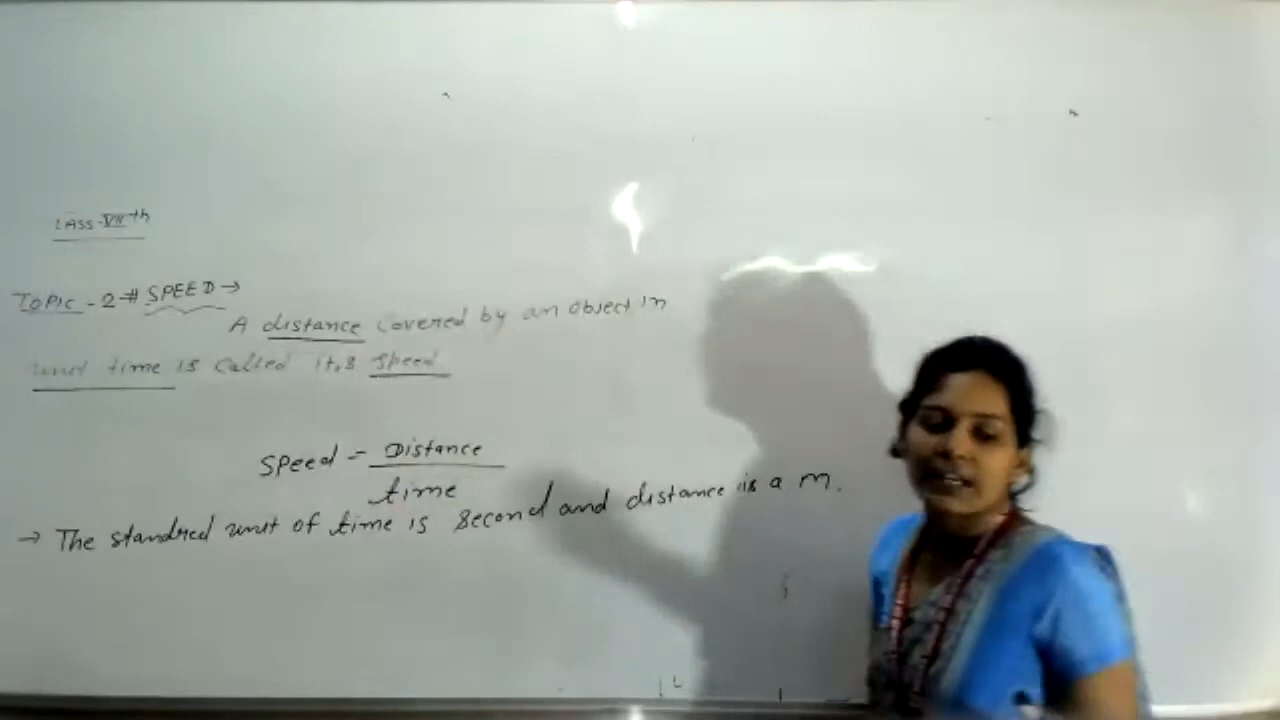 CLASS-VII th
TOPIC - 2 # SPEED →
A distance covered by an object in
unit time is called it,s speed
Speed = Distance
time
→ The standred unit of time is second and distance is a m.